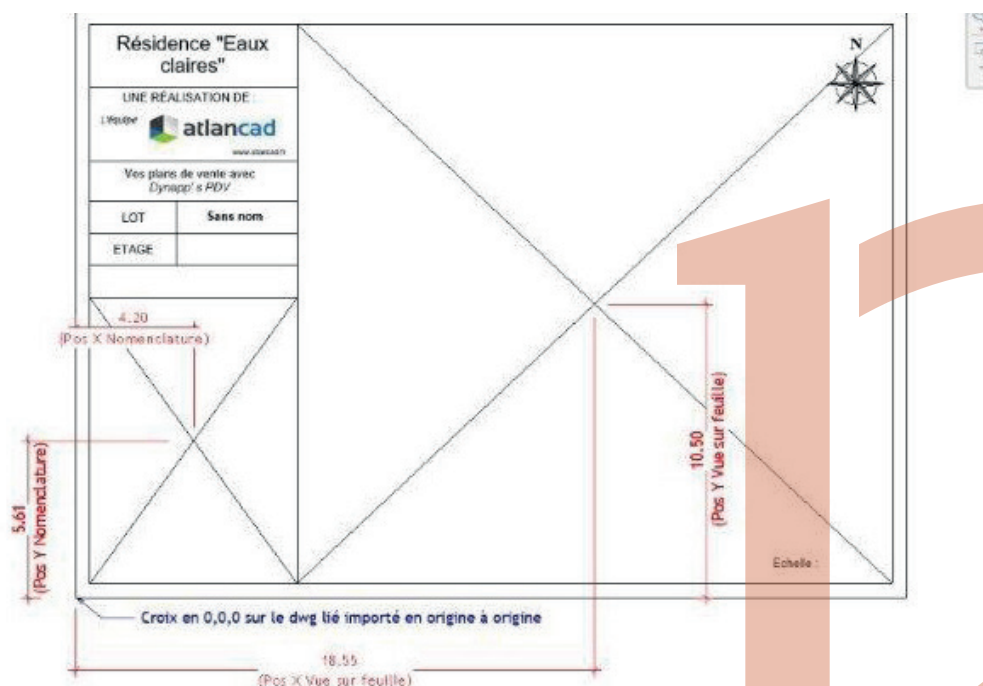 Résidence "Eaux
claires"
N
UNE RÉALISATION DE
L'équipe
atlancad
Vos plans de vente avec
Dynapp's PDV
LOT Sans nom
ETAGE
4.20
(Pos X Nomenclature)
5.61
(Pos Y Nomenclature)
10.50
(Pos Y Vue sur feuille)
Echelle :
Croix en 0,0,0 sur le dwg lié importé en origine à origine
18.55
(Pos X Vue sur feuille)